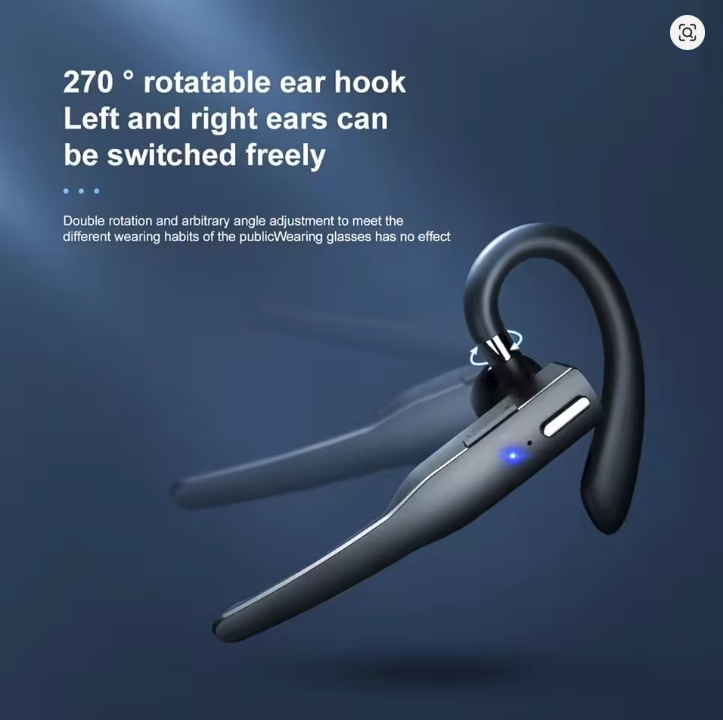 270 ° rotatable ear hook
Left and right ears can
be switched freely
Double rotation and arbitrary angle adjustment to meet the
different wearing habits of the publicWearing glasses has no effect